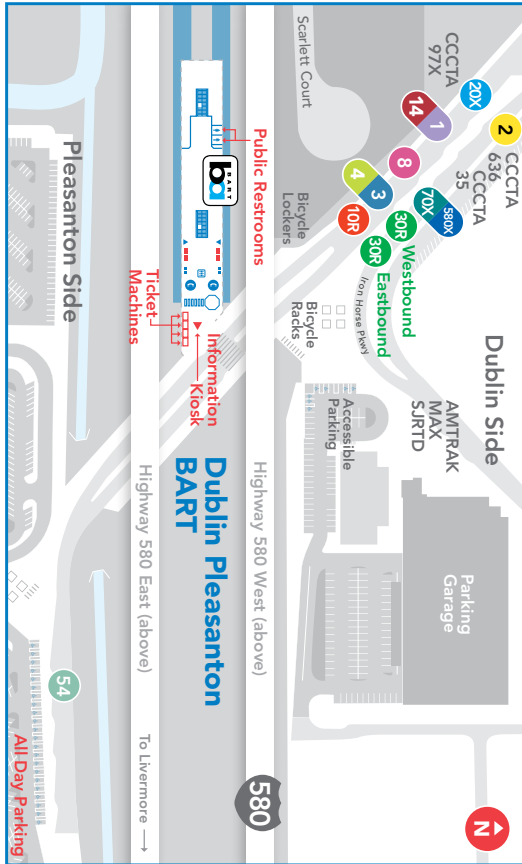 CCCTA
97X
20X
2
CCCTA
636
CCCTA
35
14
1
8
4
3
10R
70X
580X
30R
Westbound
30R
Eastbound
Scarlett Court
Bicycle
Lockers
Iron Horse Pkwy
Bicycle
Racks
Dublin Side
AMTRAK
MAX
SJRTD
Accessible
Parking
Parking
Garage
N
Public Restrooms
BART
ba
Ticket
Machines
Information
Kiosk
Dublin Pleasanton
BART
Highway 580 West (above)
580
Highway 580 East (above)
To Livermore
Pleasanton Side
54
All-Day Parking